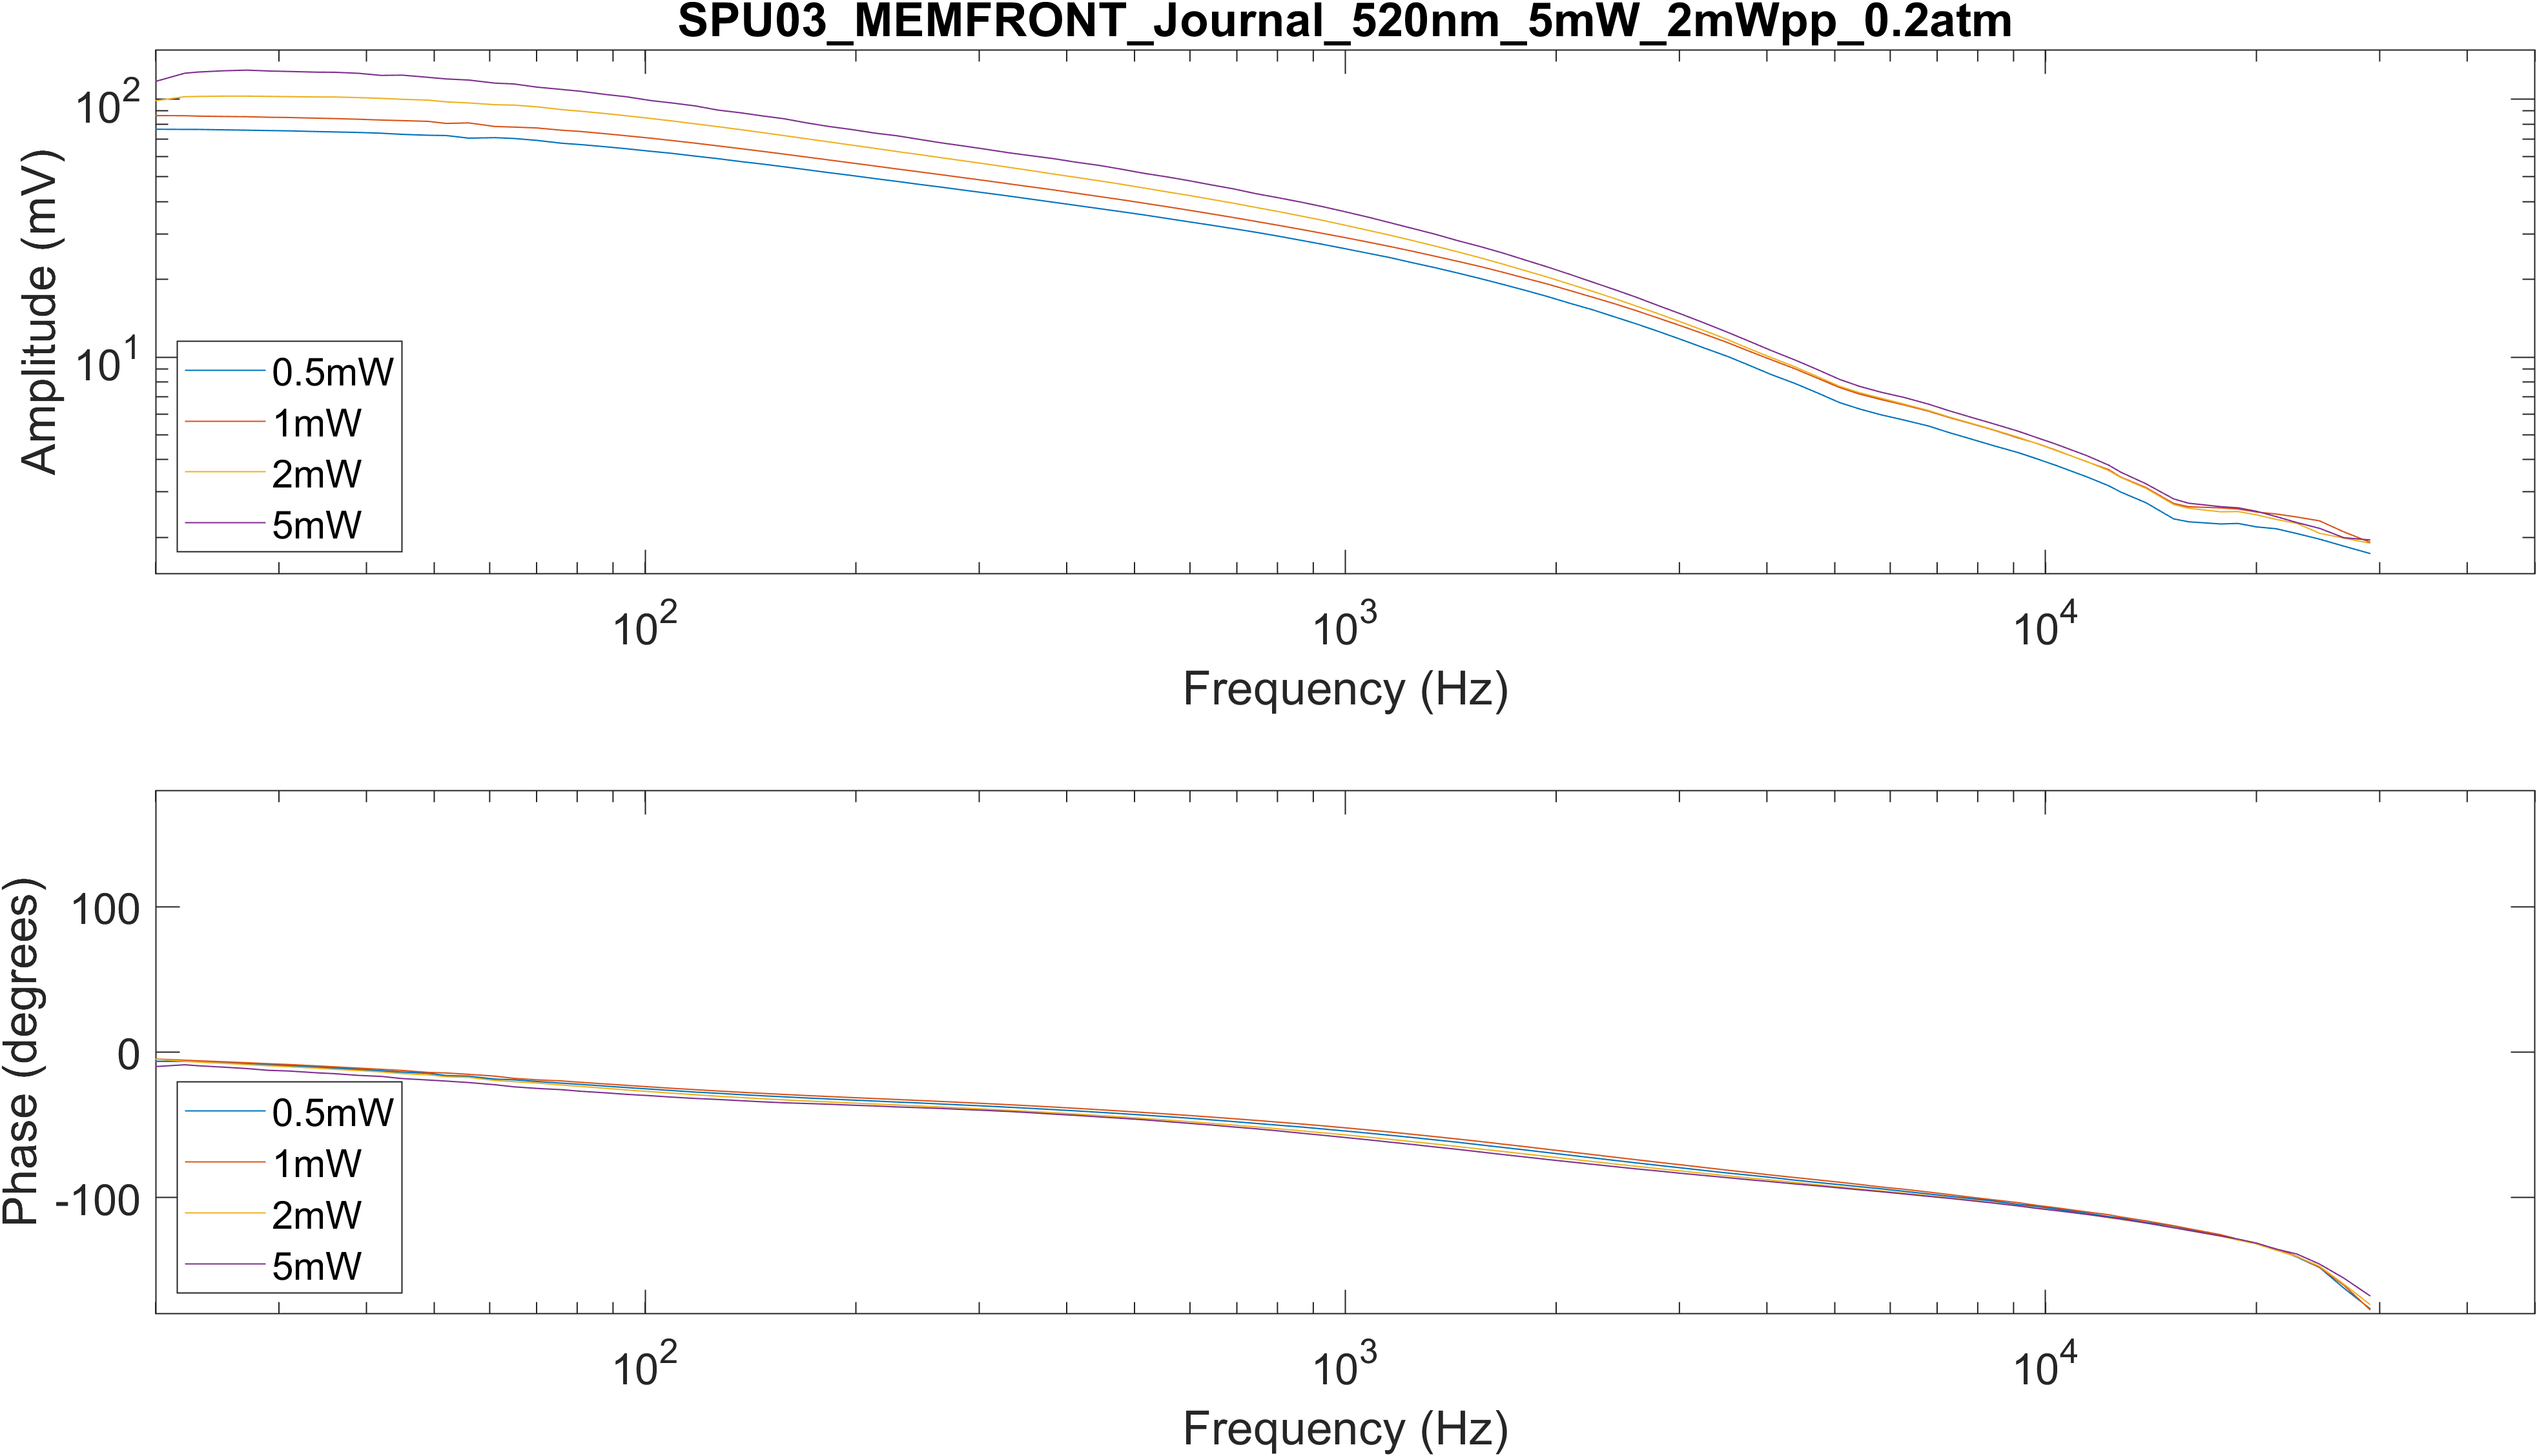 SPU03_MEMFRONT_Journal_520nm_5mW_2mWpp_0.2atm
Amplitude (mV)
10^2
10^1
0.5mW
1mW
2mW
5mW
10^2
10^3
10^4
Frequency (Hz)
Phase (degrees)
100
0
-100
0.5mW
1mW
2mW
5mW
10^2
10^3
10^4
Frequency (Hz)